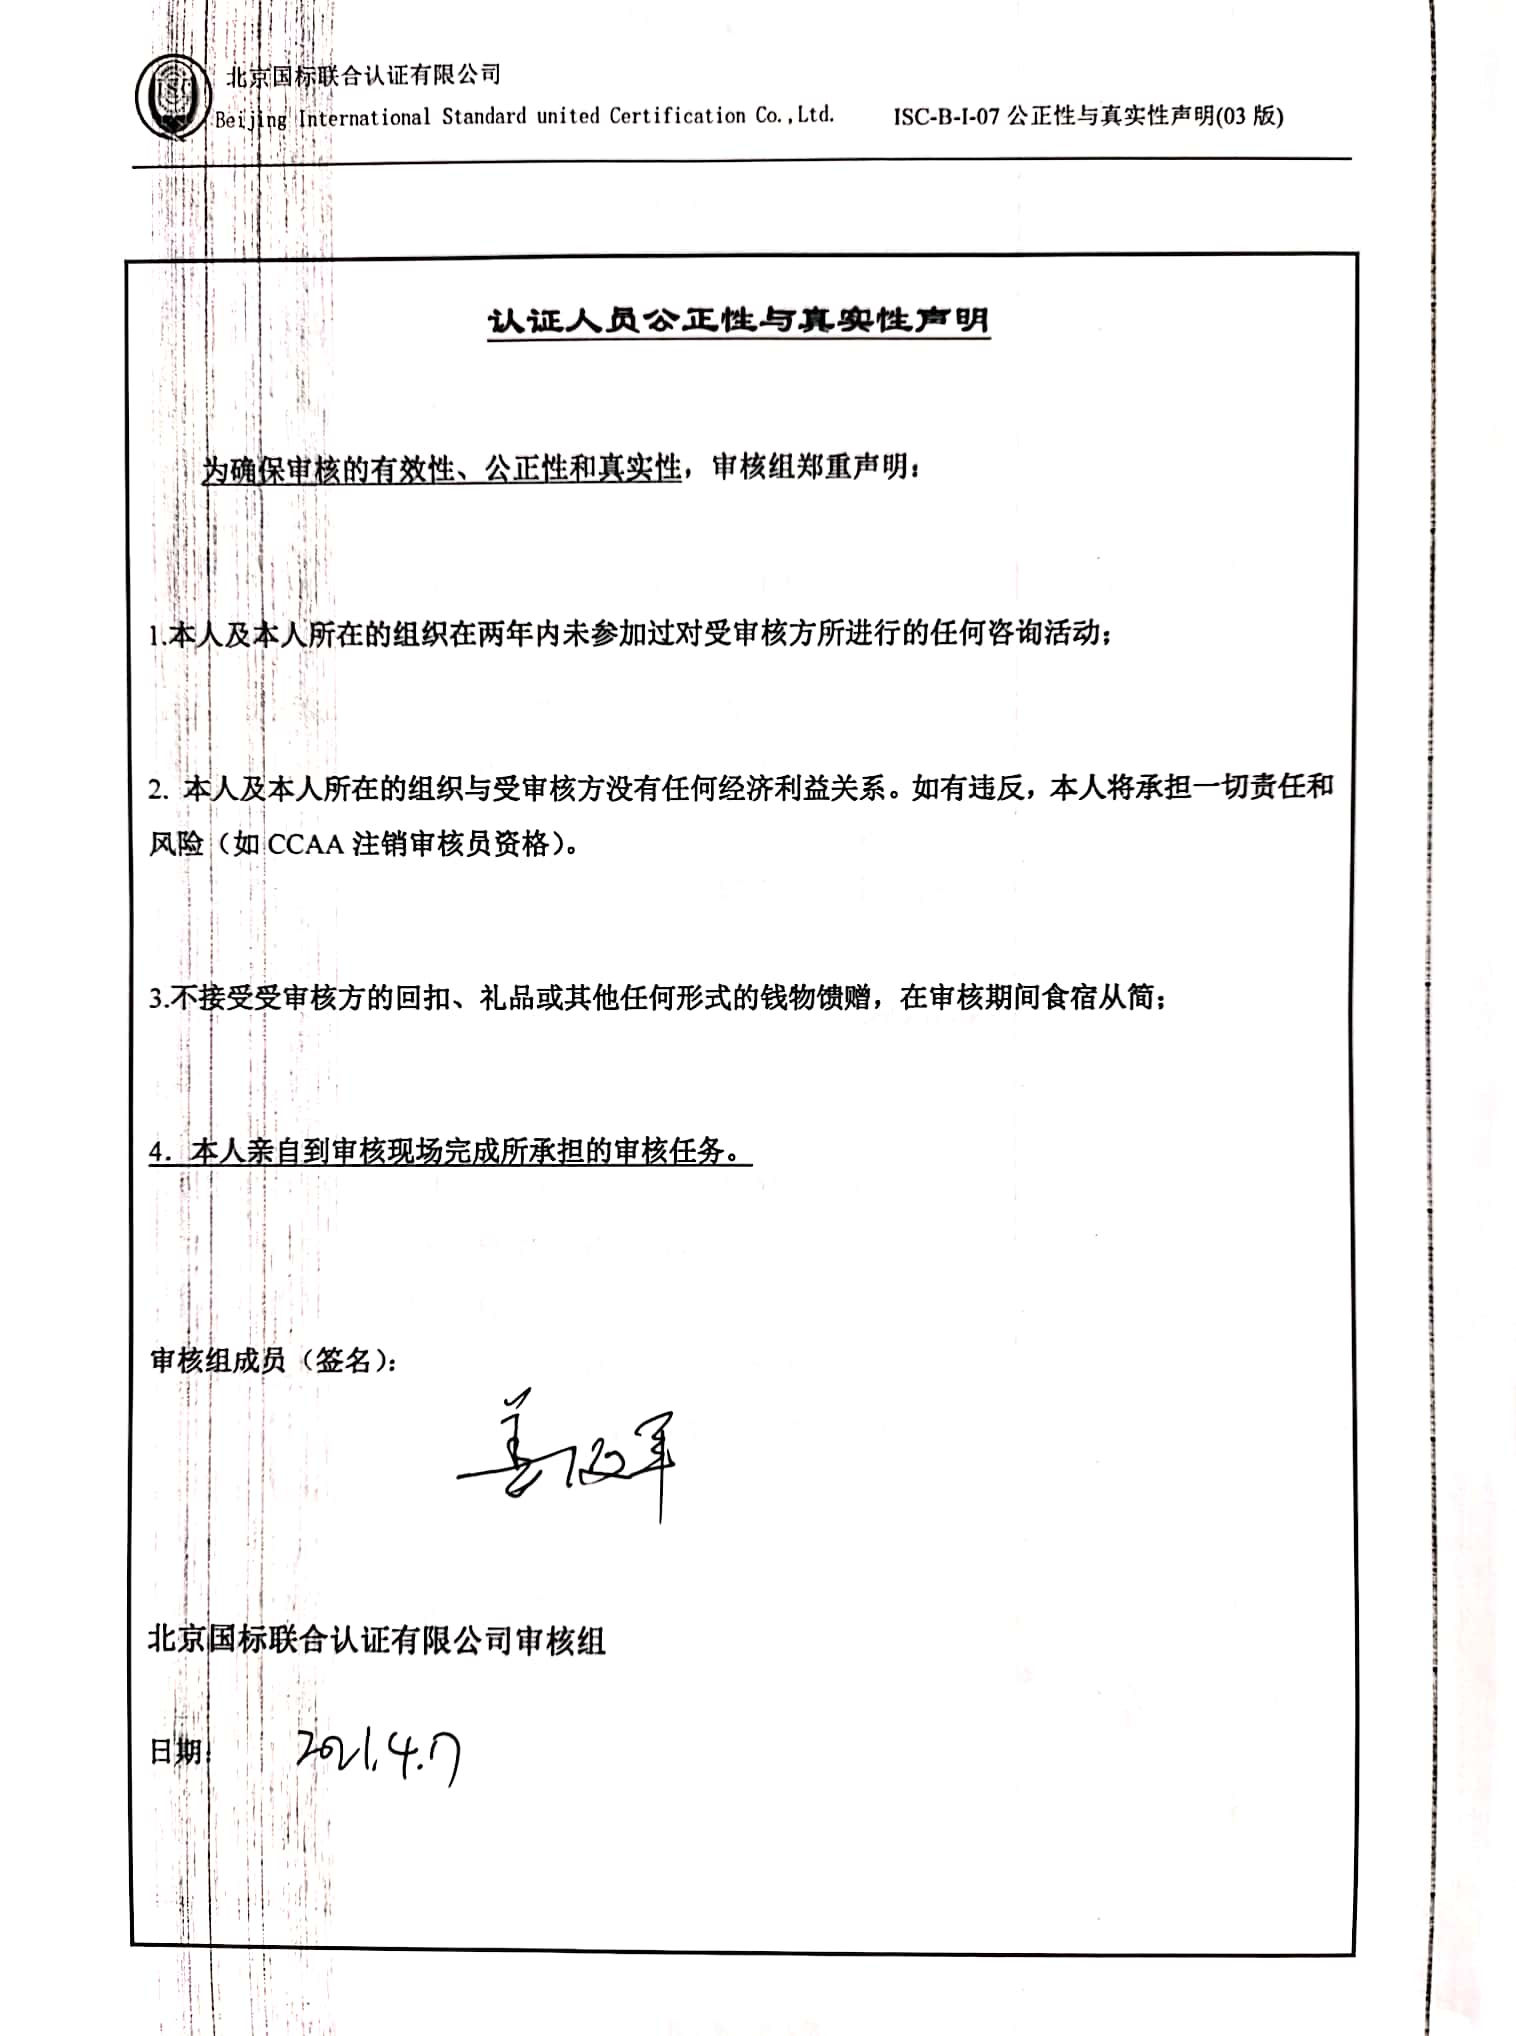 北京国标联合认证有限公司
Beijing International Standard united Certification Co.,Ltd. ISC-B-I-07 公正性与真实性声明(03 版)
认证人员公正性与真实性声明
为确保审核的有效性、公正性和真实性，审核组郑重声明：
1.本人及本人所在的组织在两年内未参加过对受审核方所进行的任何咨询活动；
2. 本人及本人所在的组织与受审核方没有任何经济利益关系。如有违反，本人将承担一切责任和
风险（如 CCAA 注销审核员资格）。
3.不接受受审核方的回扣、礼品或其他任何形式的钱物馈赠，在审核期间食宿从简；
4. 本人亲自到审核现场完成所承担的审核任务。
审核组成员（签名）：
北京国标联合认证有限公司审核组
日期： 2021.4.17